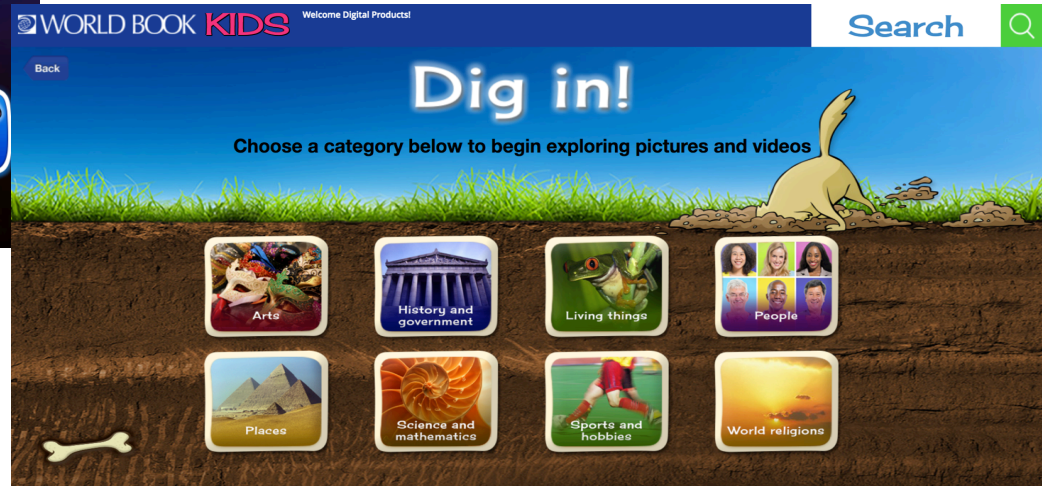 WORLD BOOK KIDS
Welcome Digital Products!
Search
Back
Dig in!
Choose a category below to begin exploring pictures and videos
Arts
History and
government
Living things
People
Places
Science and
mathematics
Sports and
hobbies
World religions